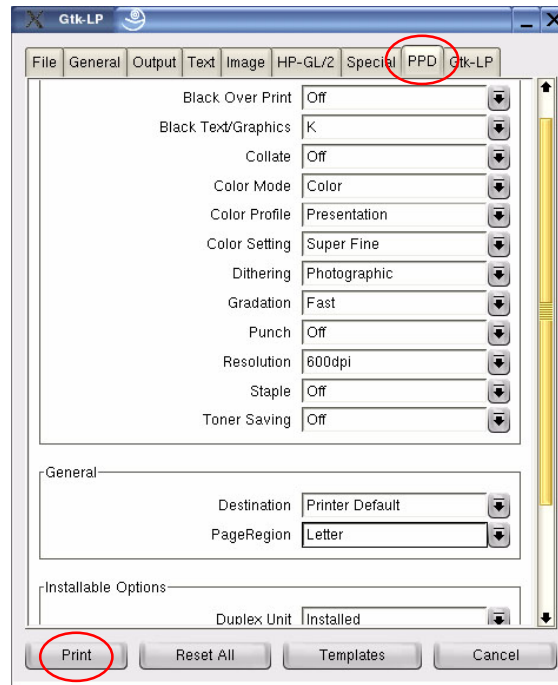 Gtk-LP
File General Output Text Image HP-GL/2 Special PPD Gtk-LP
Black Over Print Off
Black Text/Graphics K
Collate Off
Color Mode Color
Color Profile Presentation
Color Setting Super Fine
Dithering Photographic
Gradation Fast
Punch Off
Resolution 600dpi
Staple Off
Toner Saving Off
General
Destination Printer Default
PageRegion Letter
Installable Options
Duplex Unit Installed
Print Reset All Templates Cancel